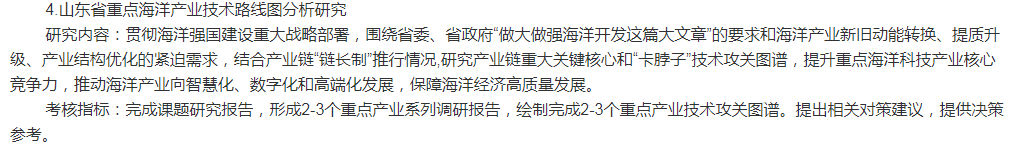 4.山东省重点海洋产业技术路线图分析研究
研究内容：贯彻海洋强国建设重大战略部署，围绕省委、省政府“做大做强海洋开发这篇大文章”的要求和海洋产业新旧动能转换、提质升
级、产业结构优化的紧迫需求，结合产业链“链长制”推行情况,研究产业链重大关键核心和“卡脖子”技术攻关图谱，提升重点海洋科技产业核心
竞争力，推动海洋产业向智慧化、数字化和高端化发展，保障海洋经济高质量发展。
考核指标：完成课题研究报告，形成2-3个重点产业系列调研报告，绘制完成2-3个重点产业技术攻关图谱。提出相关对策建议，提供决策
参考。